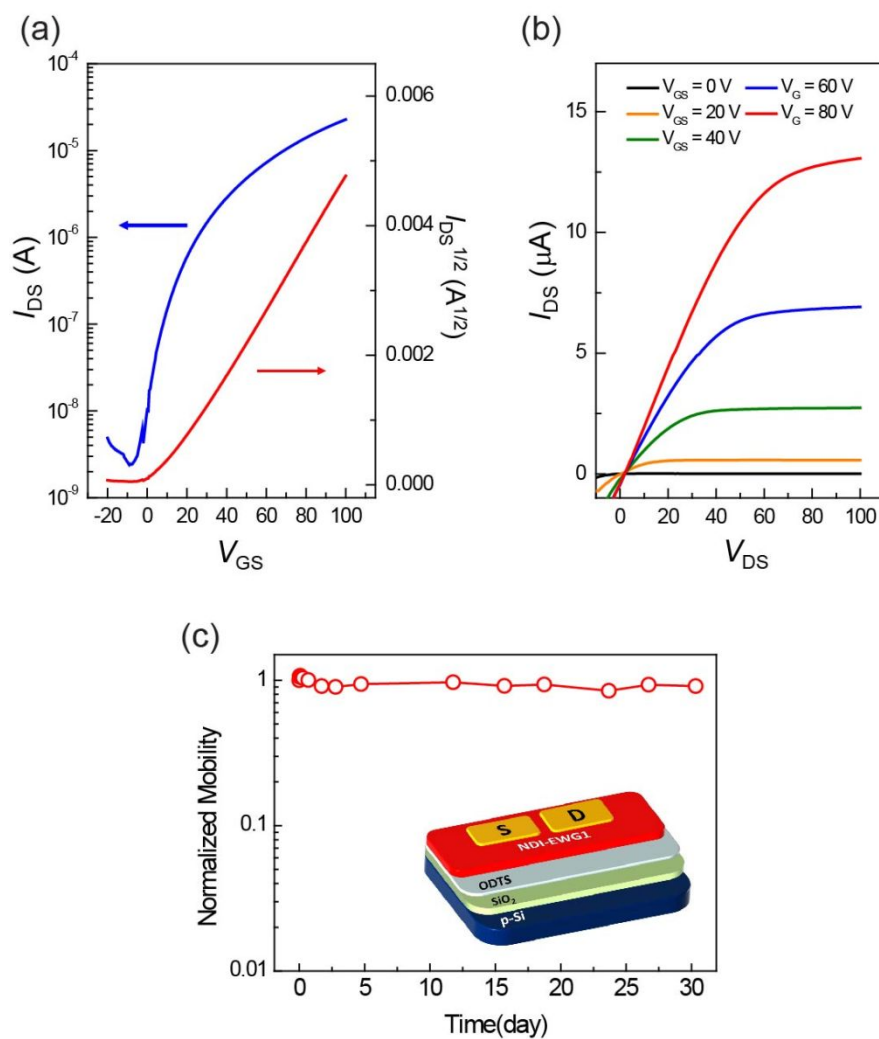 (a)
10⁻⁴
10⁻⁵
10⁻⁶
10⁻⁷
10⁻⁸
10⁻⁹
I_DS (A)
-20 0 20 40 60 80 100
V_GS
0.006
0.004
0.002
0.000
I_DS^1/2 (A^1/2)
(b)
V_GS = 0 V
V_GS = 20 V
V_GS = 40 V
V_G = 60 V
V_G = 80 V
15
10
5
0
I_DS (μA)
0 20 40 60 80 100
V_DS
(c)
1
0.1
0.01
Normalized Mobility
S D
NDI-EWG1
ODTS
SiO₂
p-Si
0 5 10 15 20 25 30
Time(day)